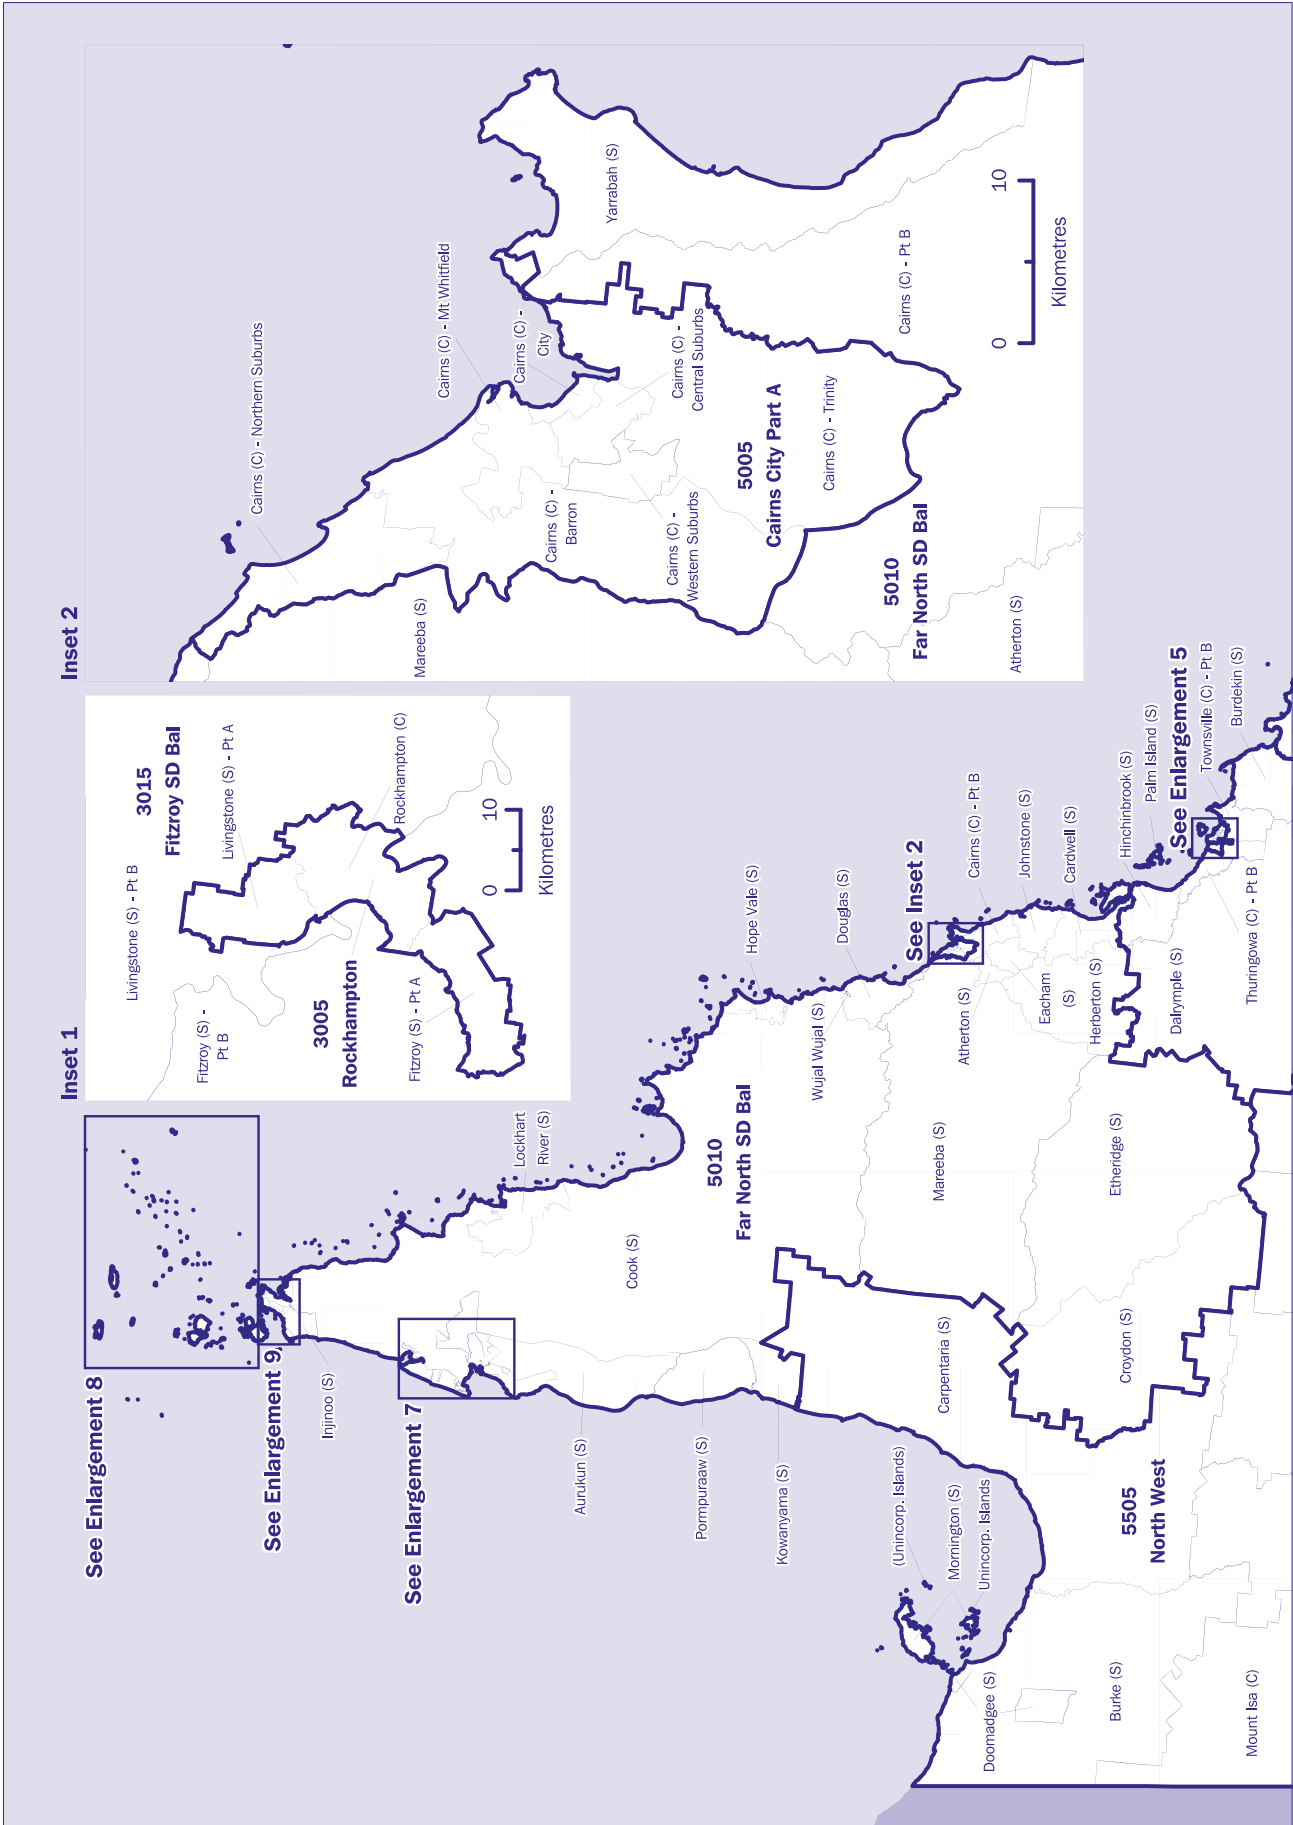 Inset 1
Livingstone (S) - Pt B
3015
Fitzroy SD Bal
Fitzroy (S) -
Pt B
Livingstone (S) - Pt A
3005
Rockhampton
Rockhampton (C)
Fitzroy (S) - Pt A
0
10
Kilometres
Inset 2
Cairns (C) - Northern Suburbs
Mareeba (S)
Cairns (C) - Mt Whitfield
Cairns (C) -
City
Cairns (C) -
Barron
Yarrabah (S)
Cairns (C) -
Western Suburbs
Cairns (C) -
Central Suburbs
5005
Cairns City Part A
Cairns (C) - Trinity
5010
Far North SD Bal
Cairns (C) - Pt B
Atherton (S)
0
10
Kilometres
See Enlargement 8
See Enlargement 9
Injinoo (S)
See Enlargement 7
Lockhart
River (S)
Aurukun (S)
Cook (S)
Pormpuraaw (S)
5010
Far North SD Bal
Hope Vale (S)
Kowanyama (S)
Wujal Wujal (S)
Douglas (S)
See Inset 2
(Unincorp. Islands)
Mornington (S)
Unincorp. Islands
Carpentaria (S)
Mareeba (S)
Atherton (S)
Cairns (C) - Pt B
Doomadgee (S)
Johnstone (S)
Eacham
(S)
Cardwell (S)
Herberton (S)
Burke (S)
5505
North West
Croydon (S)
Etheridge (S)
Hinchinbrook (S)
Palm Island (S)
Dalrymple (S)
See Enlargement 5
Townsville (C) - Pt B
Burdekin (S)
Thuringowa (C) - Pt B
Mount Isa (C)